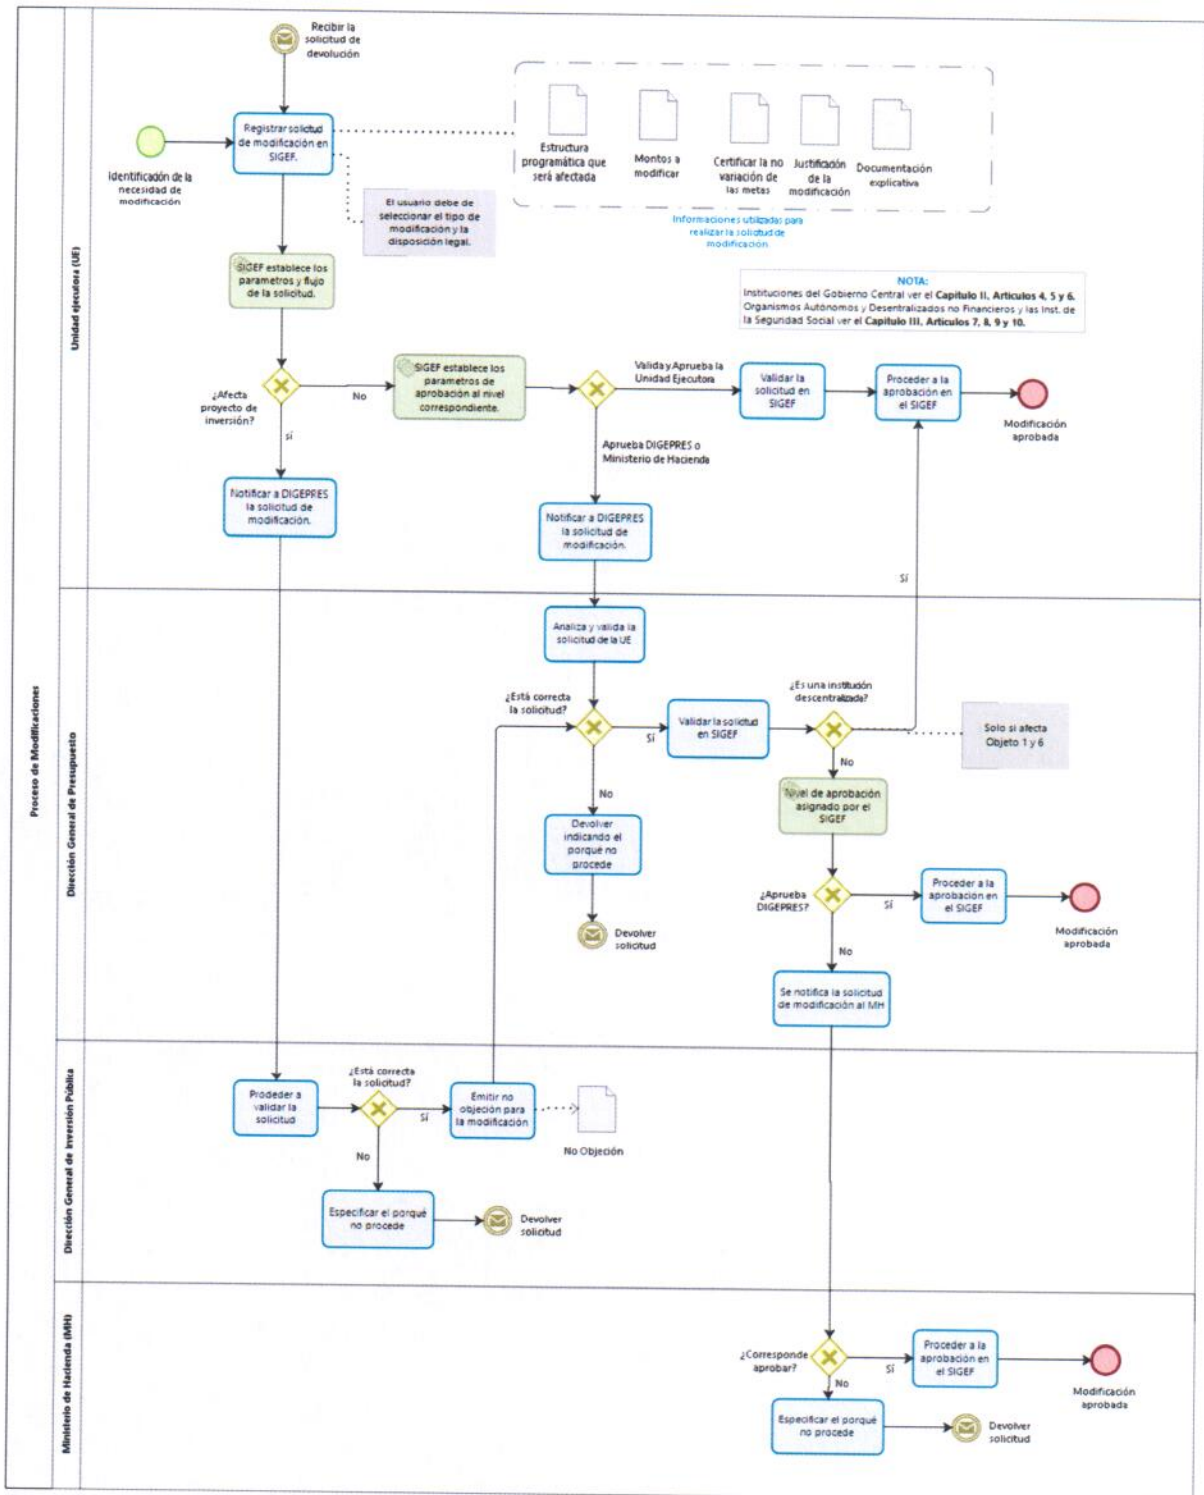 Proceso de Modificaciones
Unidad ejecutora (UE)
Recibir la
solicitud de
devolución
Registrar solicitud
de modificación en
SIGEF.
Identificación de la
necesidad de
modificación
Estructura
programática que
será afectada
Montos a
modificar
Certificar la no
variación de
las metas
Justificación
de la
modificación
Documentación
explicativa
Informaciones utilizadas para
realizar la solicitud de
modificación
El usuario debe de
seleccionar el tipo de
modificación y la
disposición legal.
SIGEF establece los
parametros y flujo
de la solicitud.
NOTA:
Instituciones del Gobierno Central ver el Capitulo II, Artículos 4, 5 y 6.
Organismos Autónomos y Descentralizados no Financieros y las Inst. de
la Seguridad Social ver el Capitulo III, Artículos 7, 8, 9 y 10.
¿Afecta
proyecto de
inversión?
No
SIGEF establece los
parametros de
aprobación al nivel
correspondiente.
Valida y Aprueba la
Unidad Ejecutora
Validar la
solicitud en
SIGEF
Proceder a la
aprobación en
el SIGEF
Modificación
aprobada
sí
Aprueba DIGEPRES o
Ministerio de Hacienda
Notificar a DIGEPRES
la solicitud de
modificación.
Notificar a DIGEPRES
la solicitud de
modificación.
Sí
Dirección General de Presupuesto
Analiza y valida la
solicitud de la UE
¿Está correcta
la solicitud?
Sí
Validar la solicitud
en SIGEF
¿Es una institución
descentralizada?
Solo si afecta
Objeto 1 y 6
No
No
Devolver
indicando el
porqué no
procede
Nivel de aprobación
asignado por el
SIGEF
¿Aprueba
DIGEPRES?
Sí
Proceder a la
aprobación en
el SIGEF
Modificación
aprobada
Devolver
solicitud
No
Se notifica la solicitud
de modificación al MH
Dirección General de Inversión Pública
Prodeder a
validar la
solicitud
¿Está correcta
la solicitud?
Sí
Emitir no
objeción para
la modificación
No Objeción
No
Especificar el porqué
no procede
Devolver
solicitud
Ministerio de Hacienda (MH)
¿Corresponde
aprobar?
Sí
Proceder a la
aprobación en
el SIGEF
Modificación
aprobada
No
Especificar el porqué
no procede
Devolver
solicitud